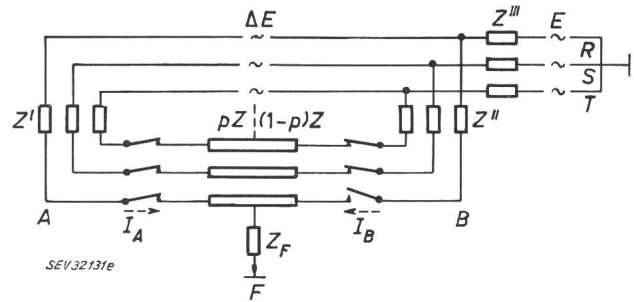 ΔE
Z''' E
R
S
T
Z' pZ (1-p)Z Z''
A I_A I_B B
Z_F
F
SEV32131e